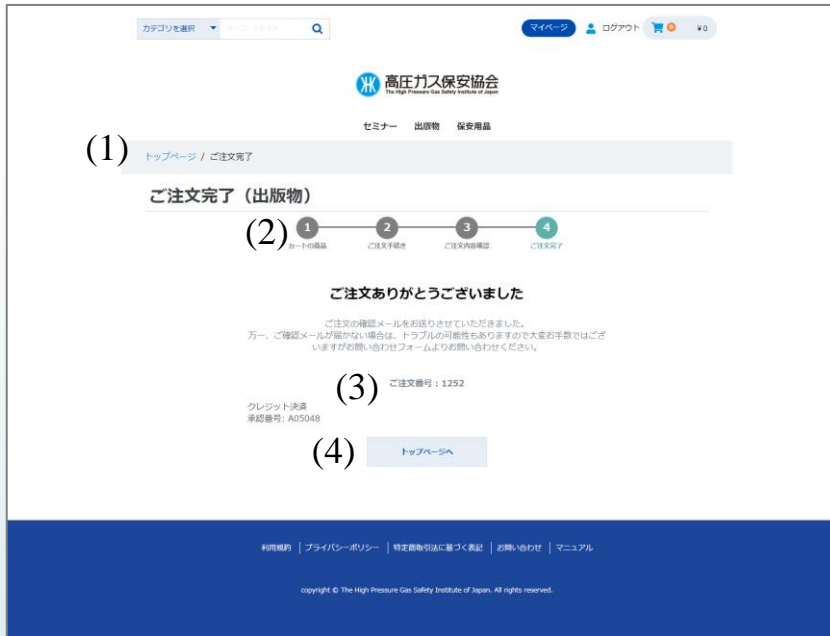 カテゴリを選択
マイページ ログアウト 0 ¥0
高圧ガス保安協会
The High Pressure Gas Safety Institute of Japan
セミナー 出版物 保安用品
(1) トップページ / ご注文完了
ご注文完了（出版物）
(2) 1 2 3 4
カートの商品 ご注文手続き ご注文内容確認 ご注文完了
ご注文ありがとうございました
ご注文の確認メールをお送りさせていただきました。
万一、ご確認メールが届かない場合は、トラブルの可能性もありますので大変お手数ではござ
いますがお問い合わせフォームよりお問い合わせください。
(3) ご注文番号：1252
クレジット決済
承認番号: A05048
(4) トップページへ
利用規約 | プライバシーポリシー | 特定商取引法に基づく表記 | お問い合わせ | マニュアル
copyright © The High Pressure Gas Safety Institute of Japan. All rights reserved.